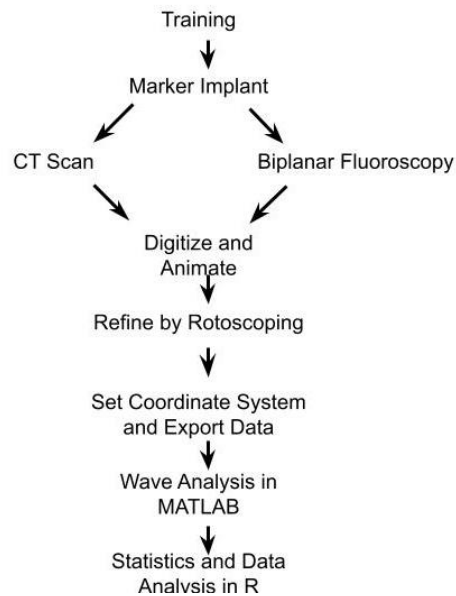 Training
Marker Implant
CT Scan
Biplanar Fluoroscopy
Digitize and
Animate
Refine by Rotoscoping
Set Coordinate System
and Export Data
Wave Analysis in
MATLAB
Statistics and Data
Analysis in R